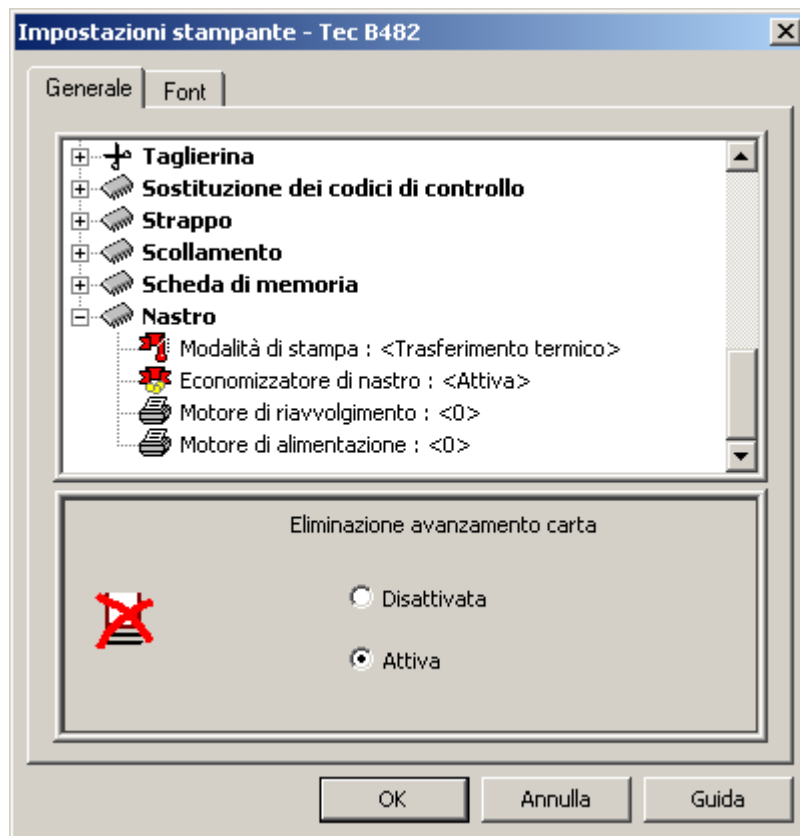 Impostazioni stampante - Tec B482
Generale
Font
Taglierina
Sostituzione dei codici di controllo
Strappo
Scollamento
Scheda di memoria
Nastro
Modalità di stampa : <Trasferimento termico>
Economizzatore di nastro : <Attiva>
Motore di riavvolgimento : <0>
Motore di alimentazione : <0>
Eliminazione avanzamento carta
Disattivata
Attiva
OK
Annulla
Guida